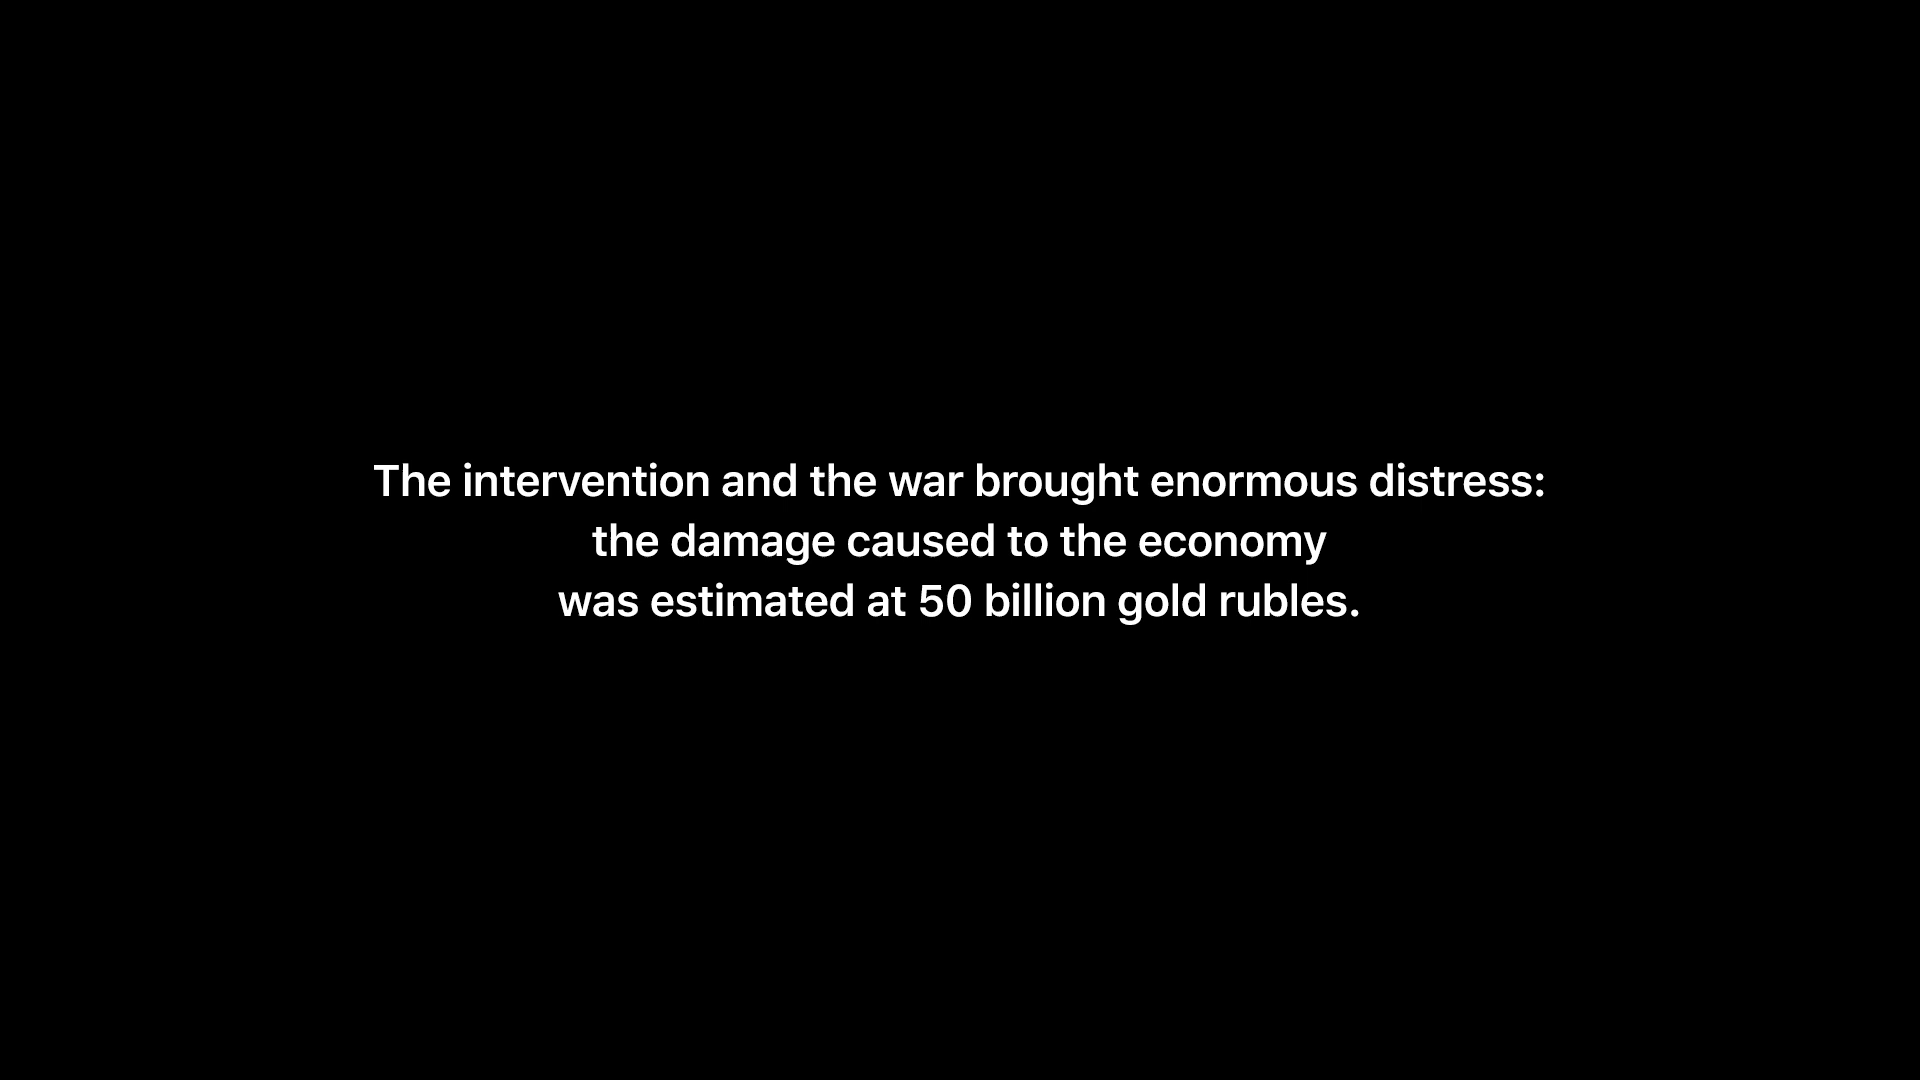 The intervention and the war brought enormous distress:
the damage caused to the economy
was estimated at 50 billion gold rubles.